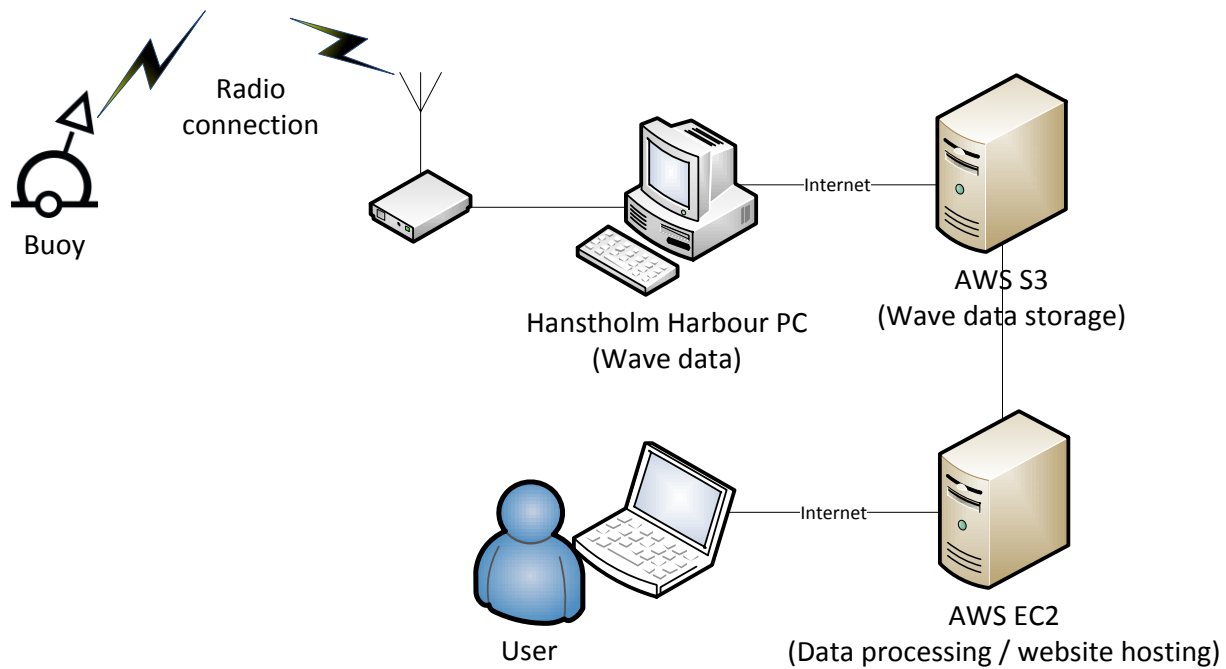 Radio
connection
Buoy
Internet
Hanstholm Harbour PC
(Wave data)
AWS S3
(Wave data storage)
Internet
User
AWS EC2
(Data processing / website hosting)